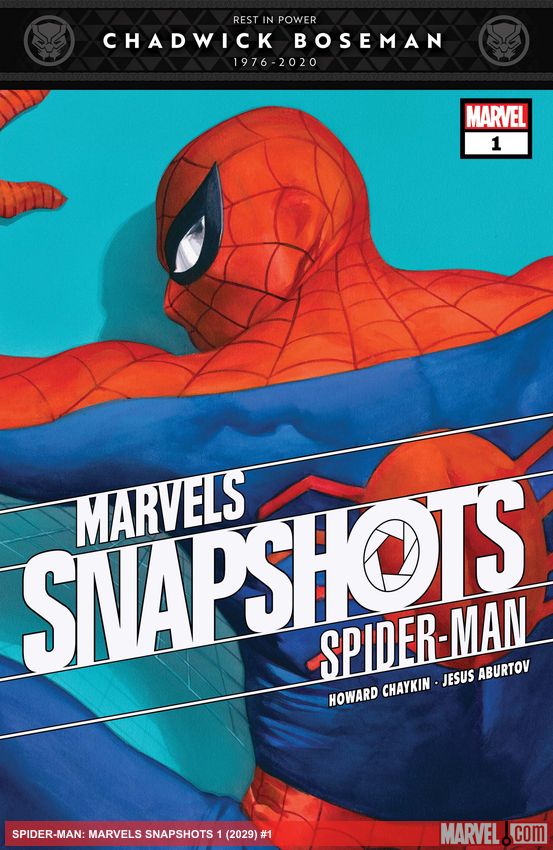 REST IN POWER
CHADWICK BOSEMAN
1976-2020
MARVEL
1
MARVELS
SNAPSHOTS
SPIDER-MAN
HOWARD CHAYKIN · JESUS ABURTOV
SPIDER-MAN: MARVELS SNAPSHOTS 1 (2029) #1
MARVEL.com